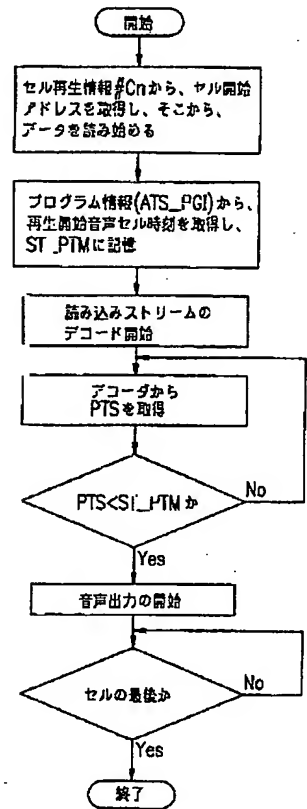 開始
セル再生情報#Cnから、セル開始
アドレスを取得し、そこから、
データを読み始める
プログラム情報(ATS_PGI)から、
再生開始音声セル時刻を取得し、
ST_PTMに記憶
読み込みストリームの
デコード開始
デコーダから
PTSを取得
PTS<ST_PTMか
No
Yes
音声出力の開始
セルの最後か
No
Yes
終了